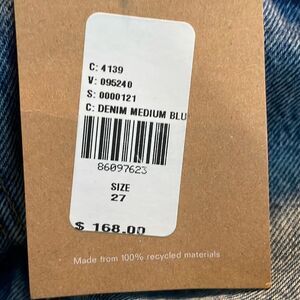 C: 4139
V: 095240
S: 0000121
C: DENIM MEDIUM BLU
86097623
SIZE
27
$ 168.00
Made from 100% recycled materials